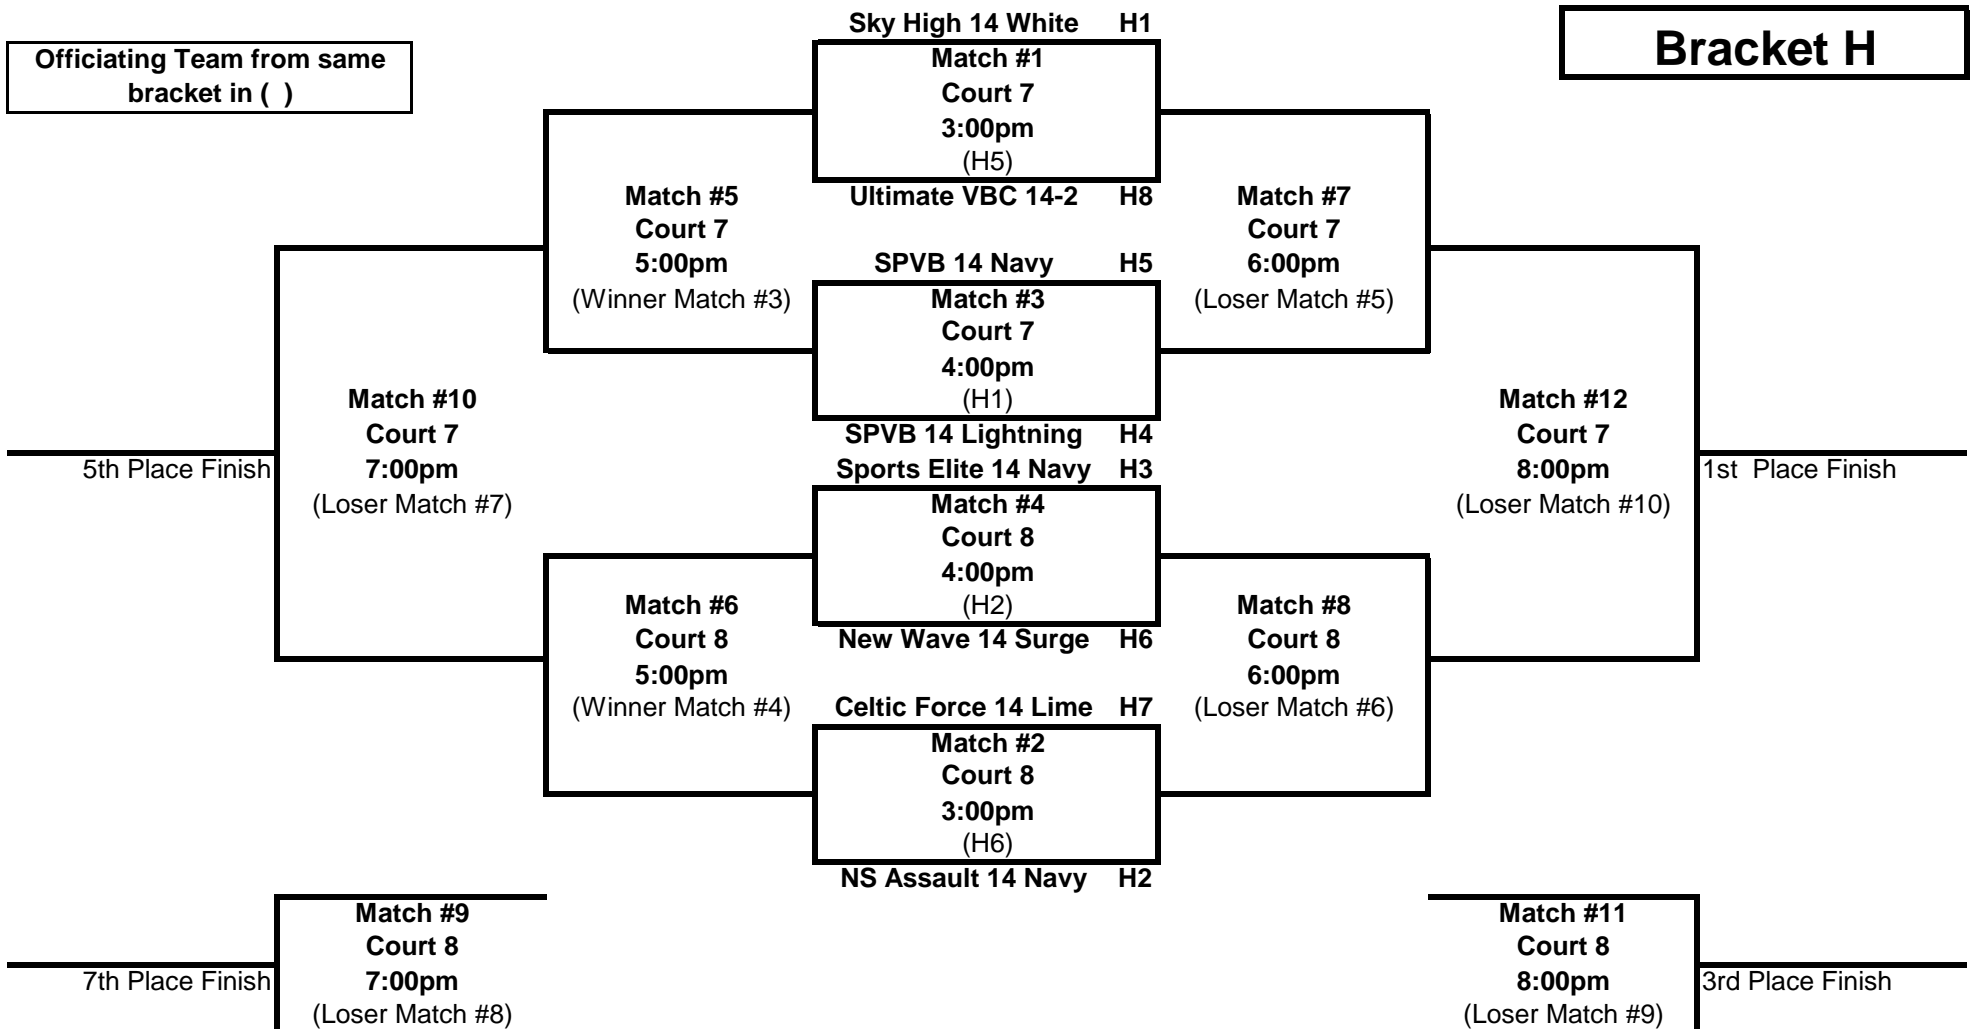 Officiating Team from same
bracket in (  )
Bracket H
Sky High 14 White H1
Match #1
Court 7
3:00pm
(H5)
Ultimate VBC 14-2 H8
Match #5
Court 7
5:00pm
(Winner Match #3)
Match #7
Court 7
6:00pm
(Loser Match #5)
SPVB 14 Navy H5
Match #3
Court 7
4:00pm
(H1)
SPVB 14 Lightning H4
Match #10
Court 7
7:00pm
(Loser Match #7)
5th Place Finish
Match #12
Court 7
8:00pm
(Loser Match #10)
1st  Place Finish
Sports Elite 14 Navy H3
Match #4
Court 8
4:00pm
(H2)
New Wave 14 Surge H6
Match #6
Court 8
5:00pm
(Winner Match #4)
Match #8
Court 8
6:00pm
(Loser Match #6)
Celtic Force 14 Lime H7
Match #2
Court 8
3:00pm
(H6)
NS Assault 14 Navy H2
Match #9
Court 8
7:00pm
(Loser Match #8)
7th Place Finish
Match #11
Court 8
8:00pm
(Loser Match #9)
3rd Place Finish